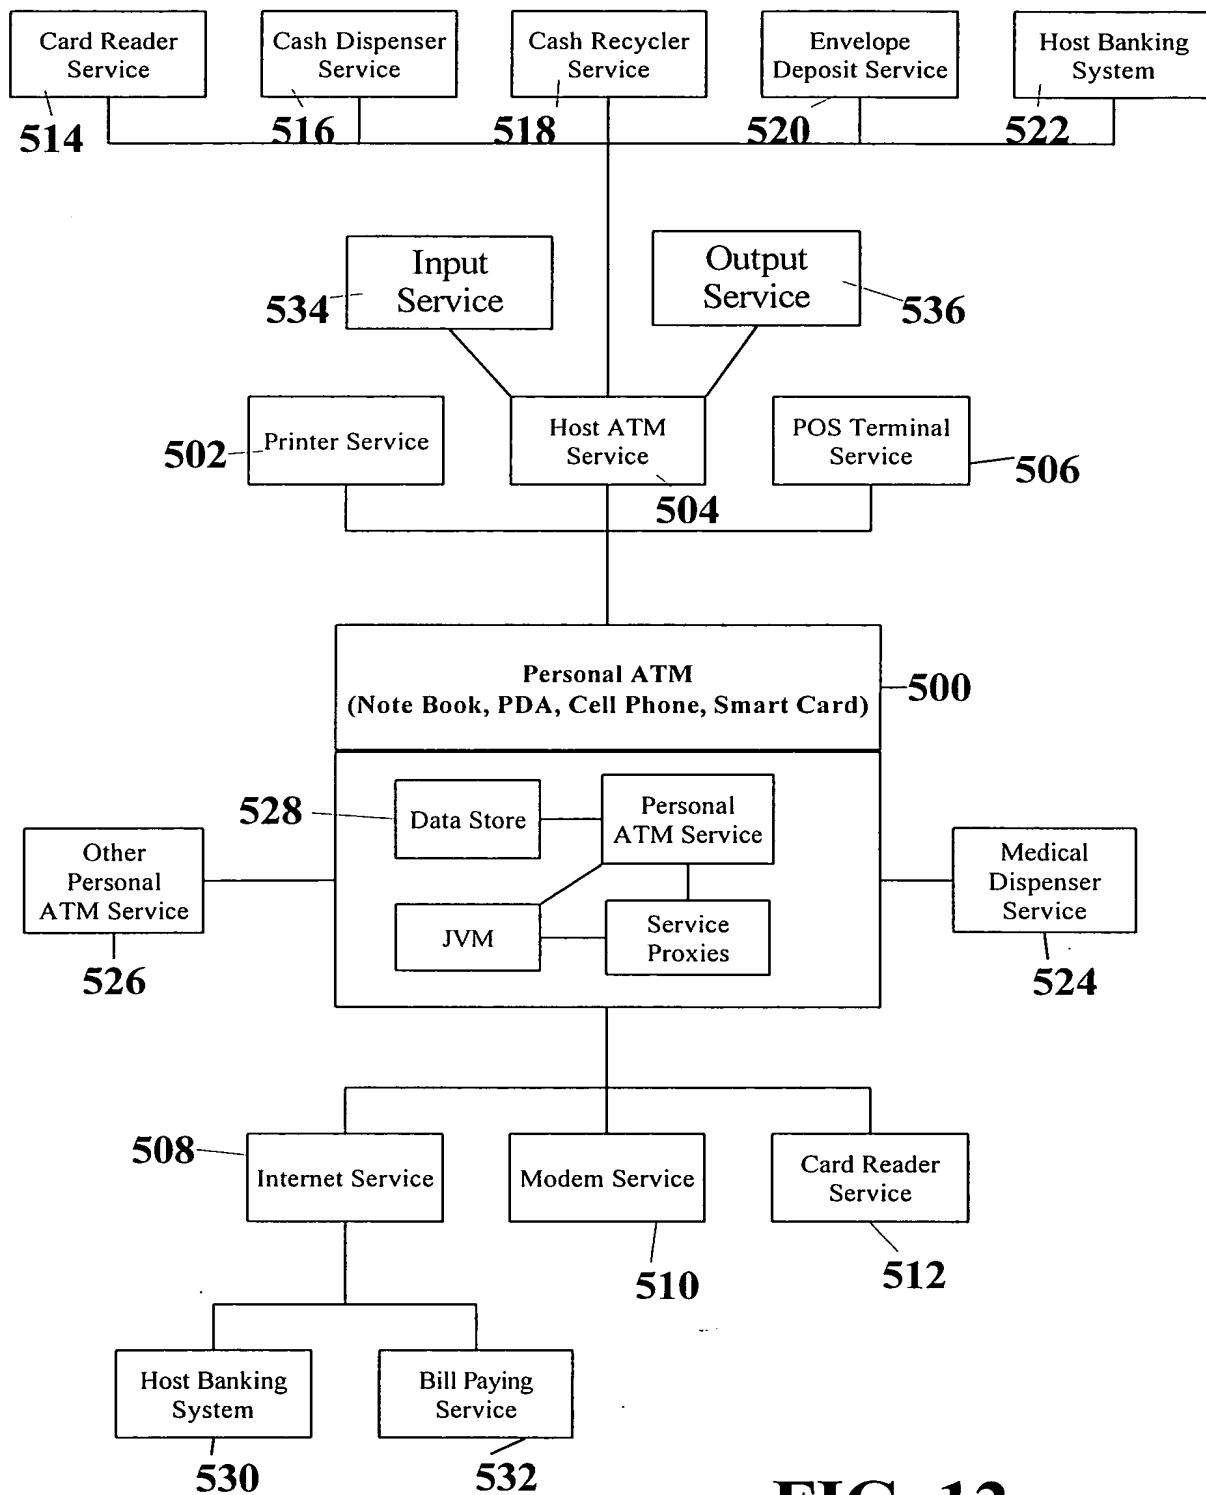 Card Reader
Service
Cash Dispenser
Service
Cash Recycler
Service
Envelope
Deposit Service
Host Banking
System
514
516
518
520
522
Input
Service
Output
Service
534
536
Printer Service
Host ATM
Service
POS Terminal
Service
502
504
506
Personal ATM
(Note Book, PDA, Cell Phone, Smart Card)
500
528
Data Store
Personal
ATM Service
JVM
Service
Proxies
Other
Personal
ATM Service
526
Medical
Dispenser
Service
524
508
Internet Service
Modem Service
Card Reader
Service
510
512
Host Banking
System
Bill Paying
Service
530
532